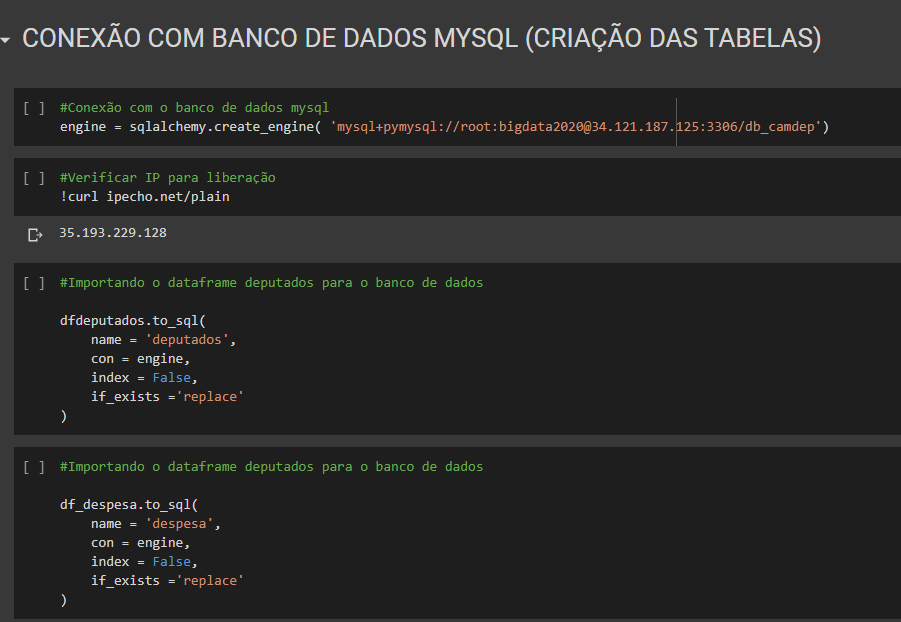 CONEXÃO COM BANCO DE DADOS MYSQL (CRIAÇÃO DAS TABELAS)
[ ] #Conexão com o banco de dados mysql
engine = sqlalchemy.create_engine( 'mysql+pymysql://root:bigdata2020@34.121.187.125:3306/db_camdep')
[ ] #Verificar IP para liberação
!curl ipecho.net/plain
35.193.229.128
[ ] #Importando o dataframe deputados para o banco de dados
dfdeputados.to_sql(
name = 'deputados',
con = engine,
index = False,
if_exists ='replace'
)
[ ] #Importando o dataframe deputados para o banco de dados
df_despesa.to_sql(
name = 'despesa',
con = engine,
index = False,
if_exists ='replace'
)